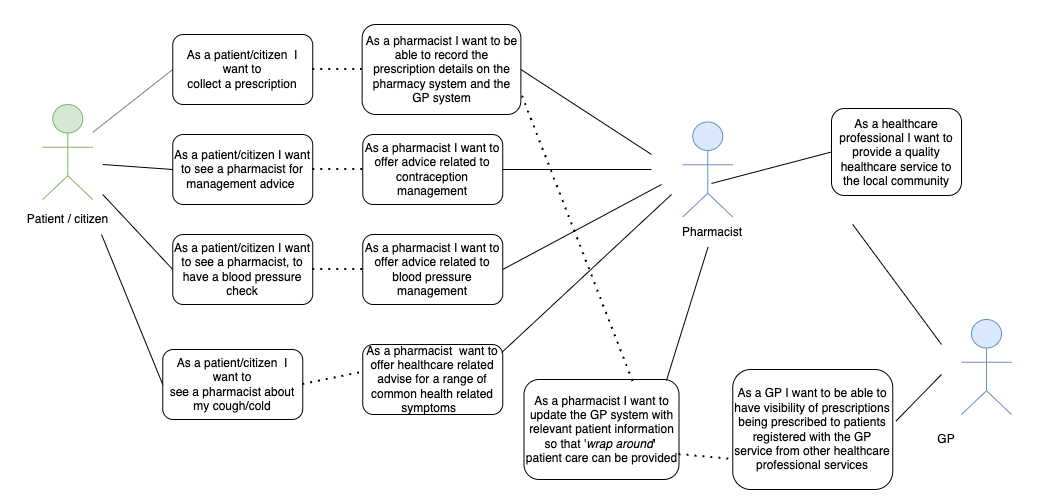 As a patient/citizen I
want to
collect a prescription
As a pharmacist I want to be
able to record the
prescription details on the
pharmacy system and the
GP system
As a healthcare
professional I want to
provide a quality
healthcare service to
the local community
As a patient/citizen I want
to see a pharmacist for
management advice
As a pharmacist I want to
offer advice related to
contraception
management
Patient / citizen
Pharmacist
As a patient/citizen I want
to see a pharmacist, to
have a blood pressure
check
As a pharmacist I want to
offer advice related to
blood pressure
management
As a patient/citizen I
want to
see a pharmacist about
my cough/cold
As a pharmacist want to
offer healthcare related
advise for a range of
common health related
symptoms
As a pharmacist I want to
update the GP system with
relevant patient information
so that 'wrap around'
patient care can be provided
As a GP I want to be able to
have visibility of prescriptions
being prescribed to patients
registered with the GP
service from other healthcare
professional services
GP